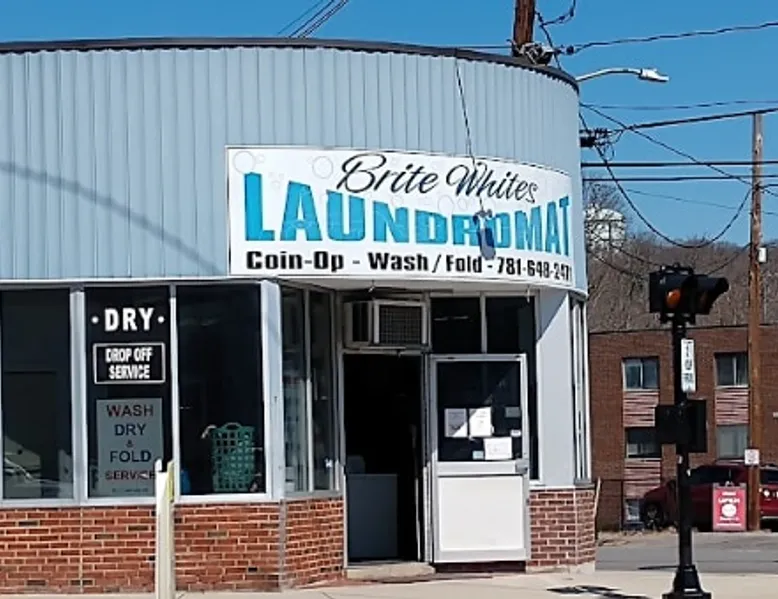 Brite Whites
LAUNDROMAT
Coin-Op - Wash/Fold - 781-648-2471
• DRY •
DROP OFF
SERVICE
WASH
DRY
&
FOLD
SERVICE